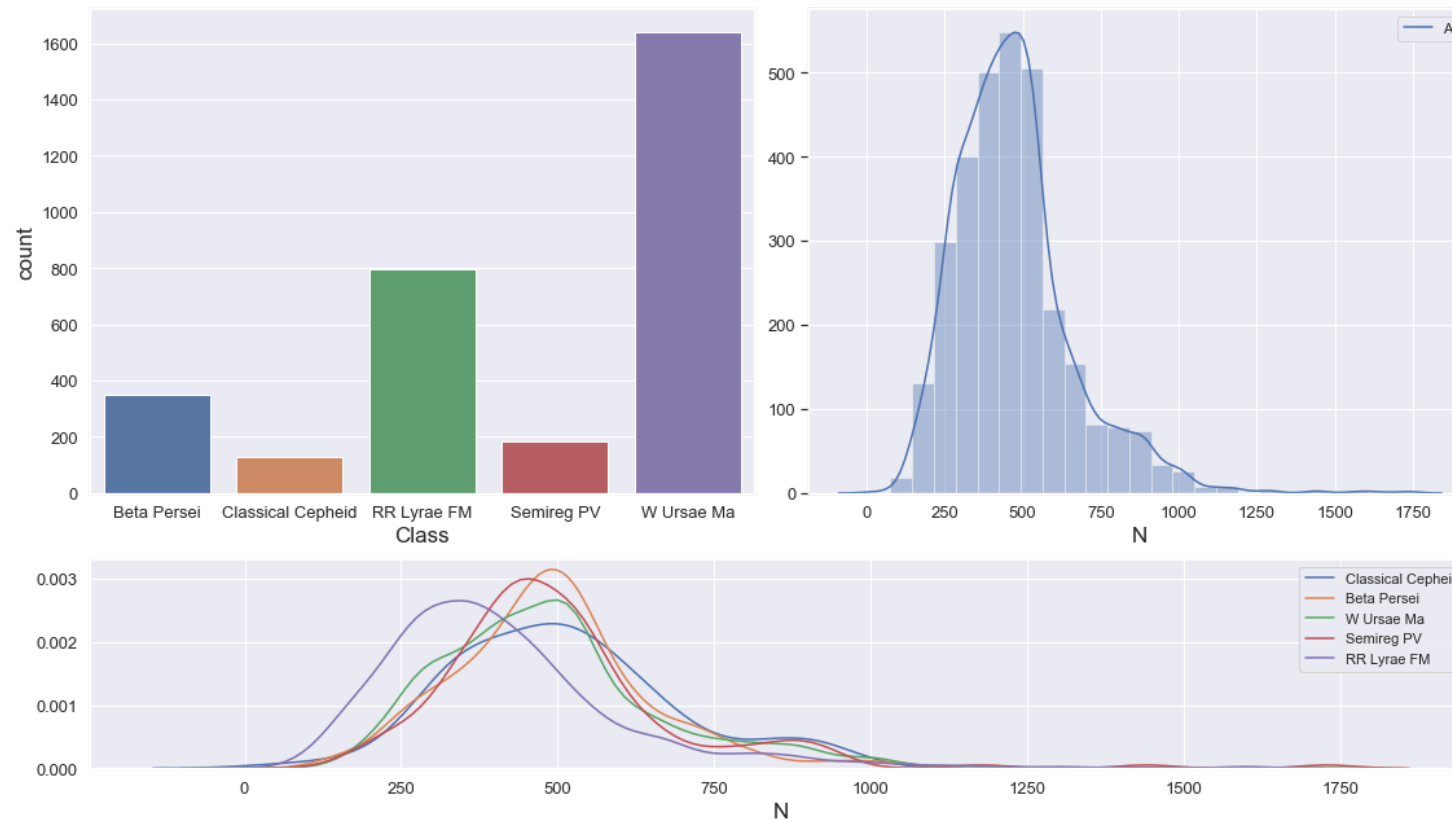 count
1600
1400
1200
1000
800
600
400
200
0
Beta Persei Classical Cepheid RR Lyrae FM Semireg PV W Ursae Ma
Class
A
500
400
300
200
100
0
0 250 500 750 1000 1250 1500 1750
N
0.003
0.002
0.001
0.000
Classical Cephei
Beta Persei
W Ursae Ma
Semireg PV
RR Lyrae FM
0 250 500 750 1000 1250 1500 1750
N